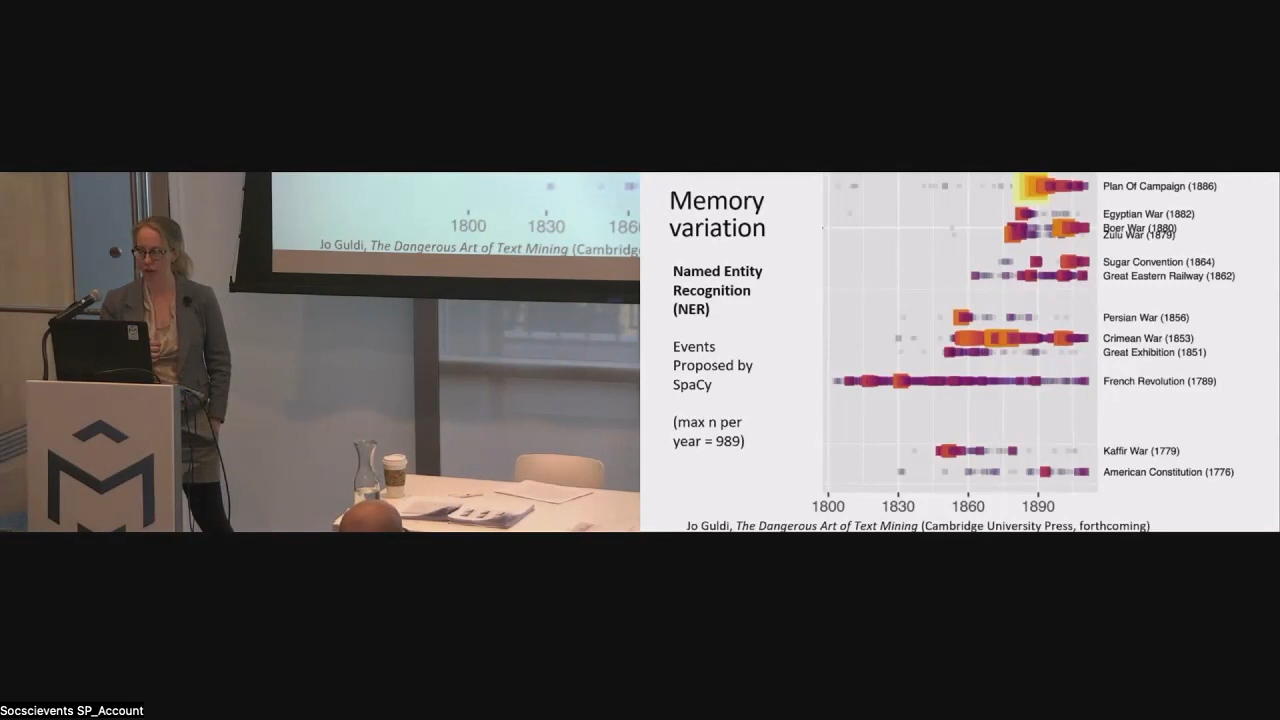 1800 1830 1860
Jo Guldi, The Dangerous Art of Text Mining (Cambridge
Memory
variation
Named Entity
Recognition
(NER)
Events
Proposed by
SpaCy
(max n per
year = 989)
Plan Of Campaign (1886)
Egyptian War (1882)
Boer War (1880)
Zulu War (1879)
Sugar Convention (1864)
Great Eastern Railway (1862)
Persian War (1856)
Crimean War (1853)
Great Exhibition (1851)
French Revolution (1789)
Kaffir War (1779)
American Constitution (1776)
1800 1830 1860 1890
Jo Guldi, The Dangerous Art of Text Mining (Cambridge University Press, forthcoming)
Socscievents SP_Account